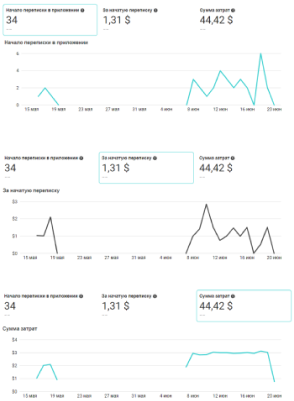 Начало переписки в приложении За начатую переписку Сумма затрат
34 1,31 $ 44,42 $
Начало переписки в приложении
6
4
2
0
15 мая 19 мая 23 мая 27 мая 31 мая 4 июн 8 июн 12 июн 16 июн 20 июн
Начало переписки в приложении За начатую переписку Сумма затрат
34 1,31 $ 44,42 $
За начатую переписку
$3
$2
$1
$0
15 мая 19 мая 23 мая 27 мая 31 мая 4 июн 8 июн 12 июн 16 июн 20 июн
Начало переписки в приложении За начатую переписку Сумма затрат
34 1,31 $ 44,42 $
Сумма затрат
$4
$3
$2
$1
$0
15 мая 19 мая 23 мая 27 мая 31 мая 4 июн 8 июн 12 июн 16 июн 20 июн